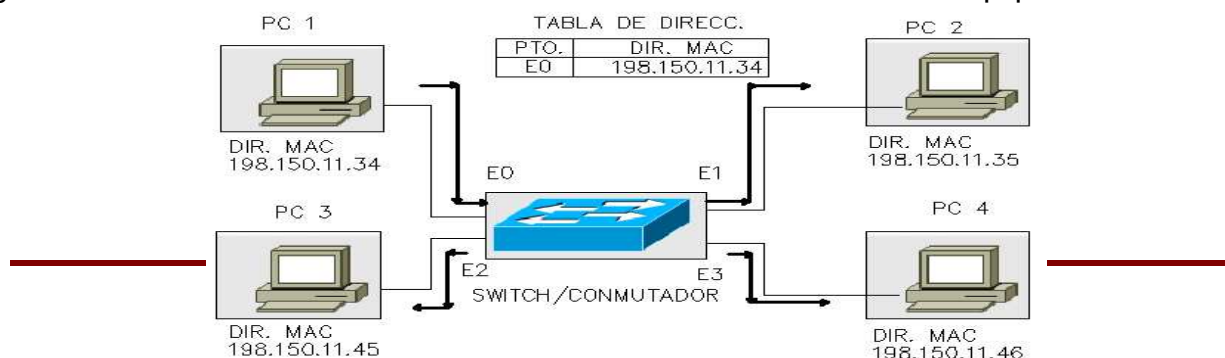 PC 1
TABLA DE DIRECC.
PC 2
PTO. DIR. MAC
E0 198.150.11.34
DIR. MAC
198.150.11.34
DIR. MAC
198.150.11.35
E0
E1
PC 3
PC 4
E2
E3
SWITCH/CONMUTADOR
DIR. MAC
198.150.11.45
DIR. MAC
198.150.11.46